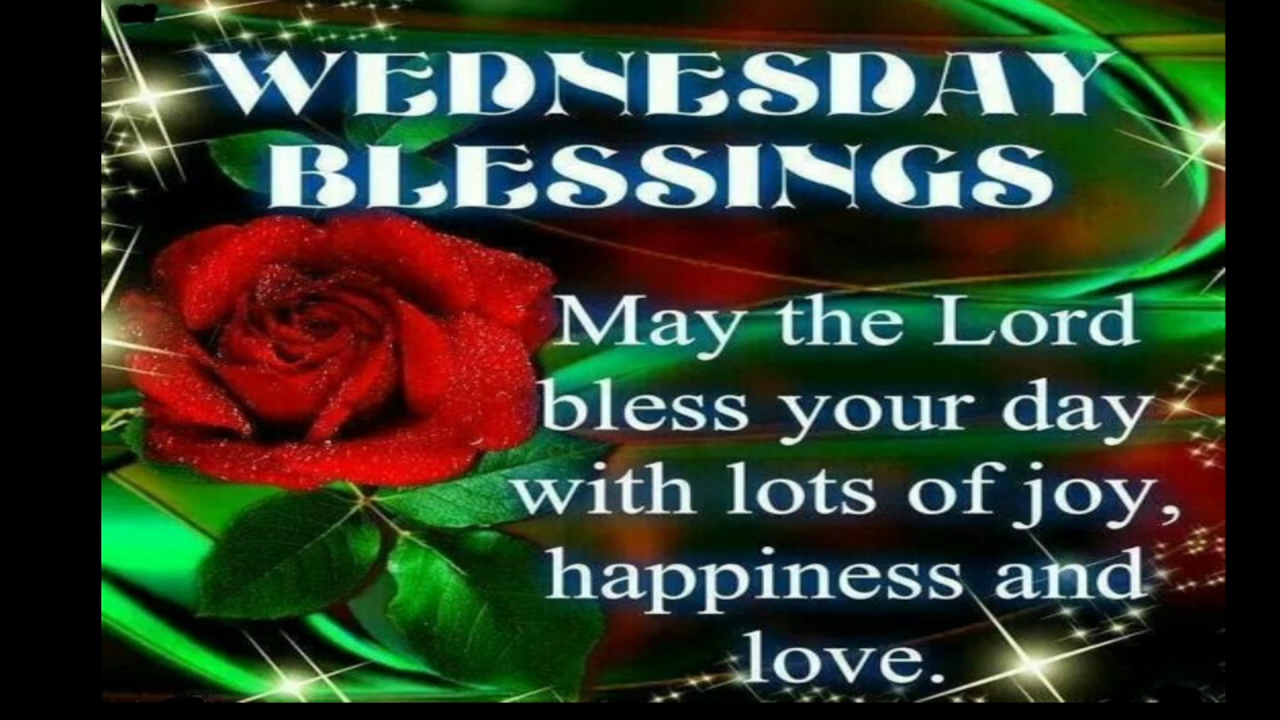 WEDNESDAY
BLESSINGS
May the Lord
bless your day
with lots of joy,
happiness and
love.